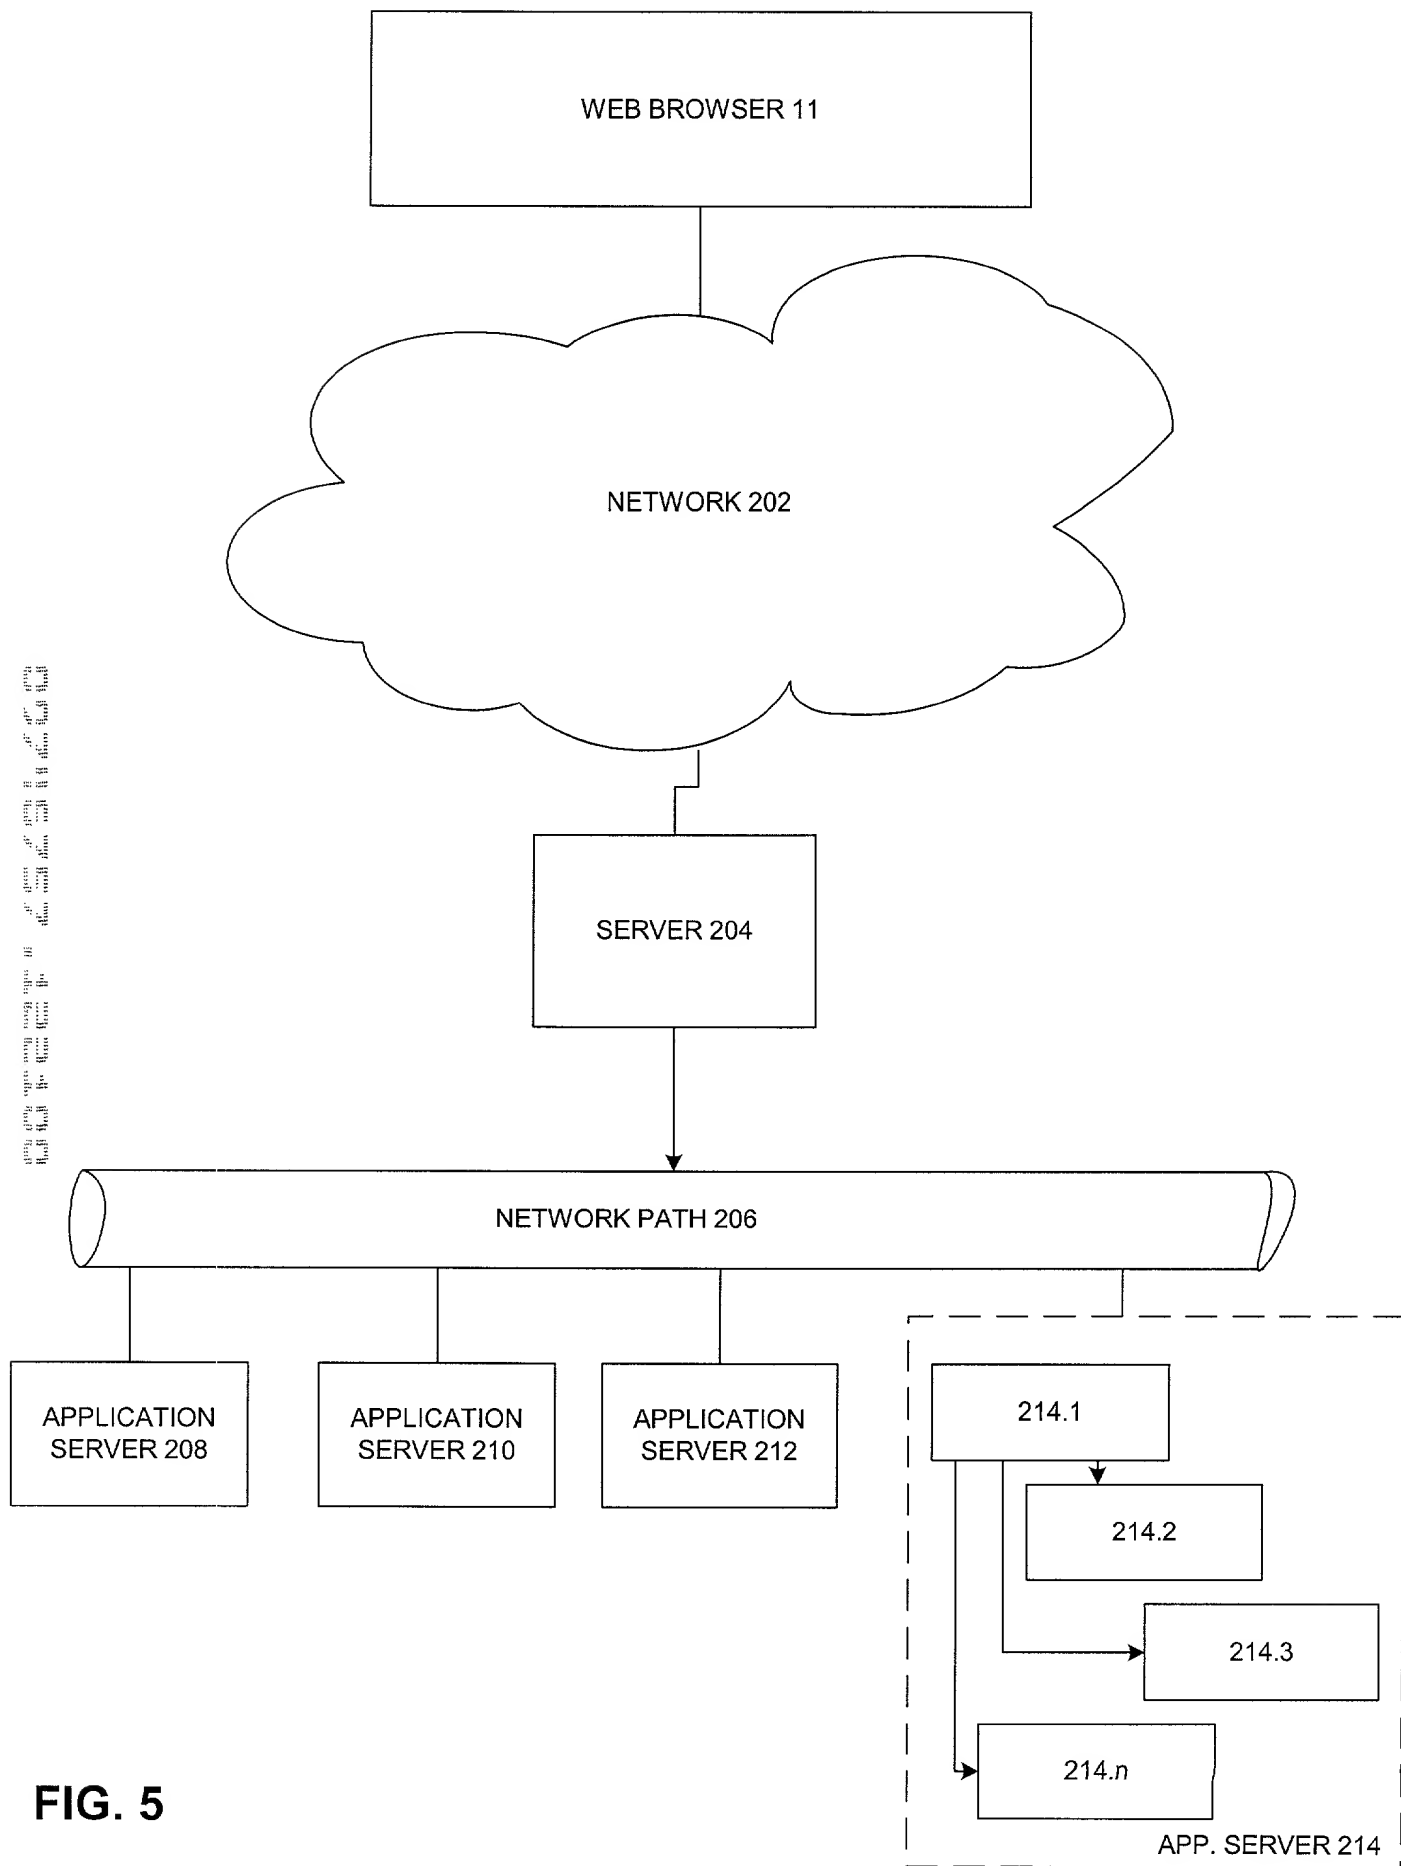 WEB BROWSER 11
NETWORK 202
SERVER 204
NETWORK PATH 206
APPLICATION
SERVER 208
APPLICATION
SERVER 210
APPLICATION
SERVER 212
214.1
214.2
214.3
214.n
APP. SERVER 214
FIG. 5